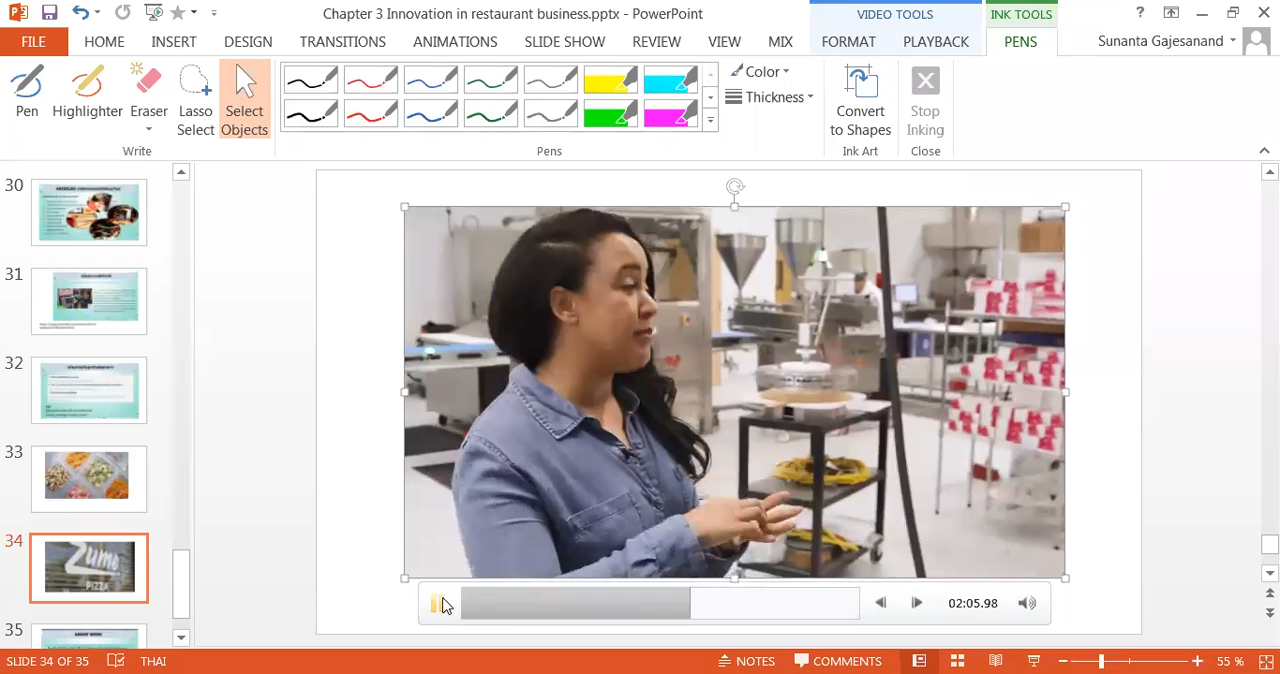 Chapter 3 Innovation in restaurant business.pptx - PowerPoint
VIDEO TOOLS
INK TOOLS
?
FILE
HOME
INSERT
DESIGN
TRANSITIONS
ANIMATIONS
SLIDE SHOW
REVIEW
VIEW
MIX
FORMAT
PLAYBACK
PENS
Sunanta Gajesanand
Pen
Highlighter
Eraser
Lasso Select
Select Objects
Color
Thickness
Convert to Shapes
Stop Inking
Write
Pens
Ink Art
Close
30
31
32
33
34
Zume
PIZZA
35
02:05.98
SLIDE 34 OF 35
THAI
NOTES
COMMENTS
55 %